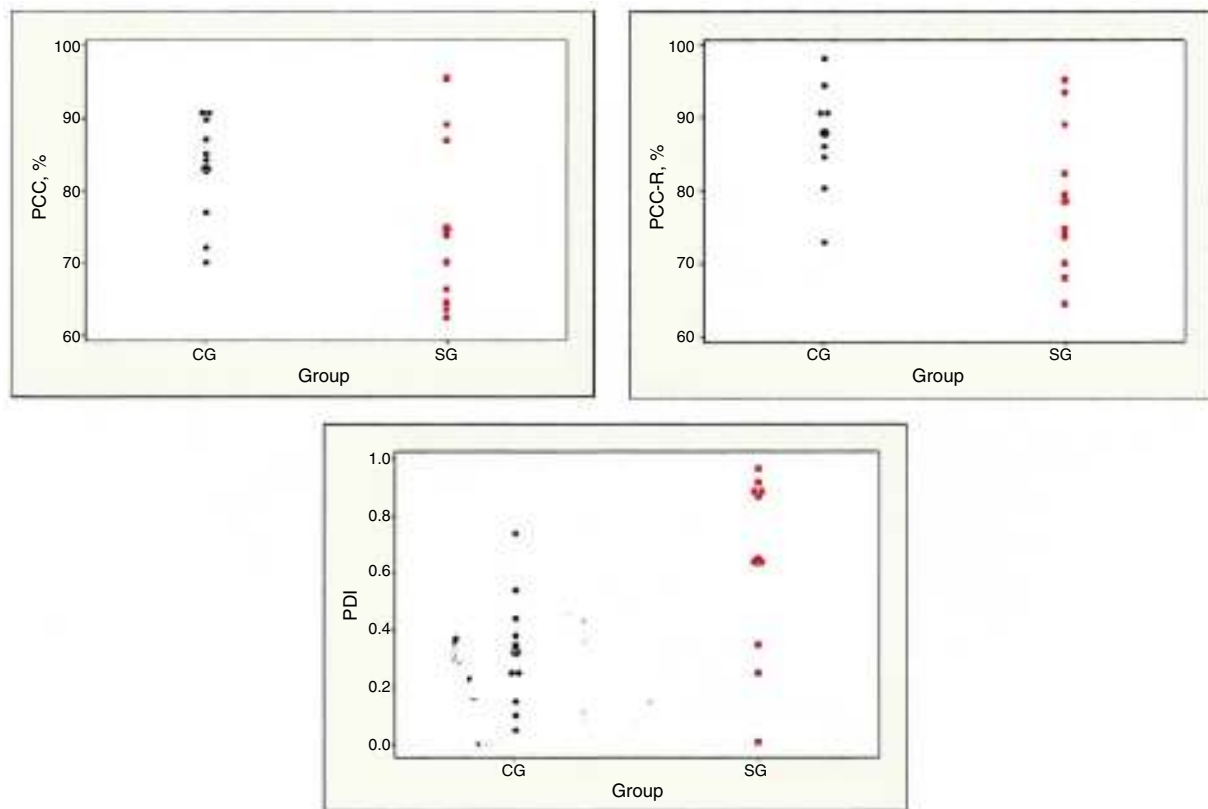 100
90
80
70
60
PCC, %
CG
SG
Group
100
90
80
70
60
PCC-R, %
CG
SG
Group
1.0
0.8
0.6
0.4
0.2
0.0
PDI
CG
SG
Group